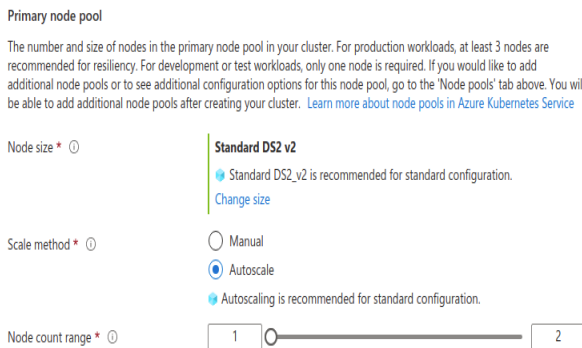 Primary node pool
The number and size of nodes in the primary node pool in your cluster. For production workloads, at least 3 nodes are
recommended for resiliency. For development or test workloads, only one node is required. If you would like to add
additional node pools or to see additional configuration options for this node pool, go to the 'Node pools' tab above. You will
be able to add additional node pools after creating your cluster. Learn more about node pools in Azure Kubernetes Service
Node size *
Standard DS2 v2
Standard DS2_v2 is recommended for standard configuration.
Change size
Scale method *
Manual
Autoscale
Autoscaling is recommended for standard configuration.
Node count range *
1 2